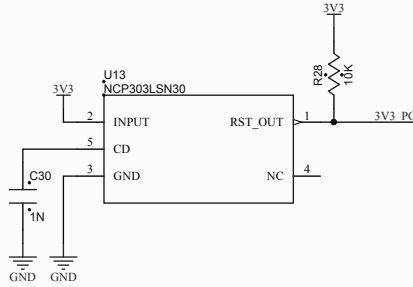 3V3
R28
10K
U13
NCP303LSN30
3V3
2
INPUT
RST_OUT
1
3V3_PG
5
CD
3
GND
NC
4
C30
1N
GND
GND